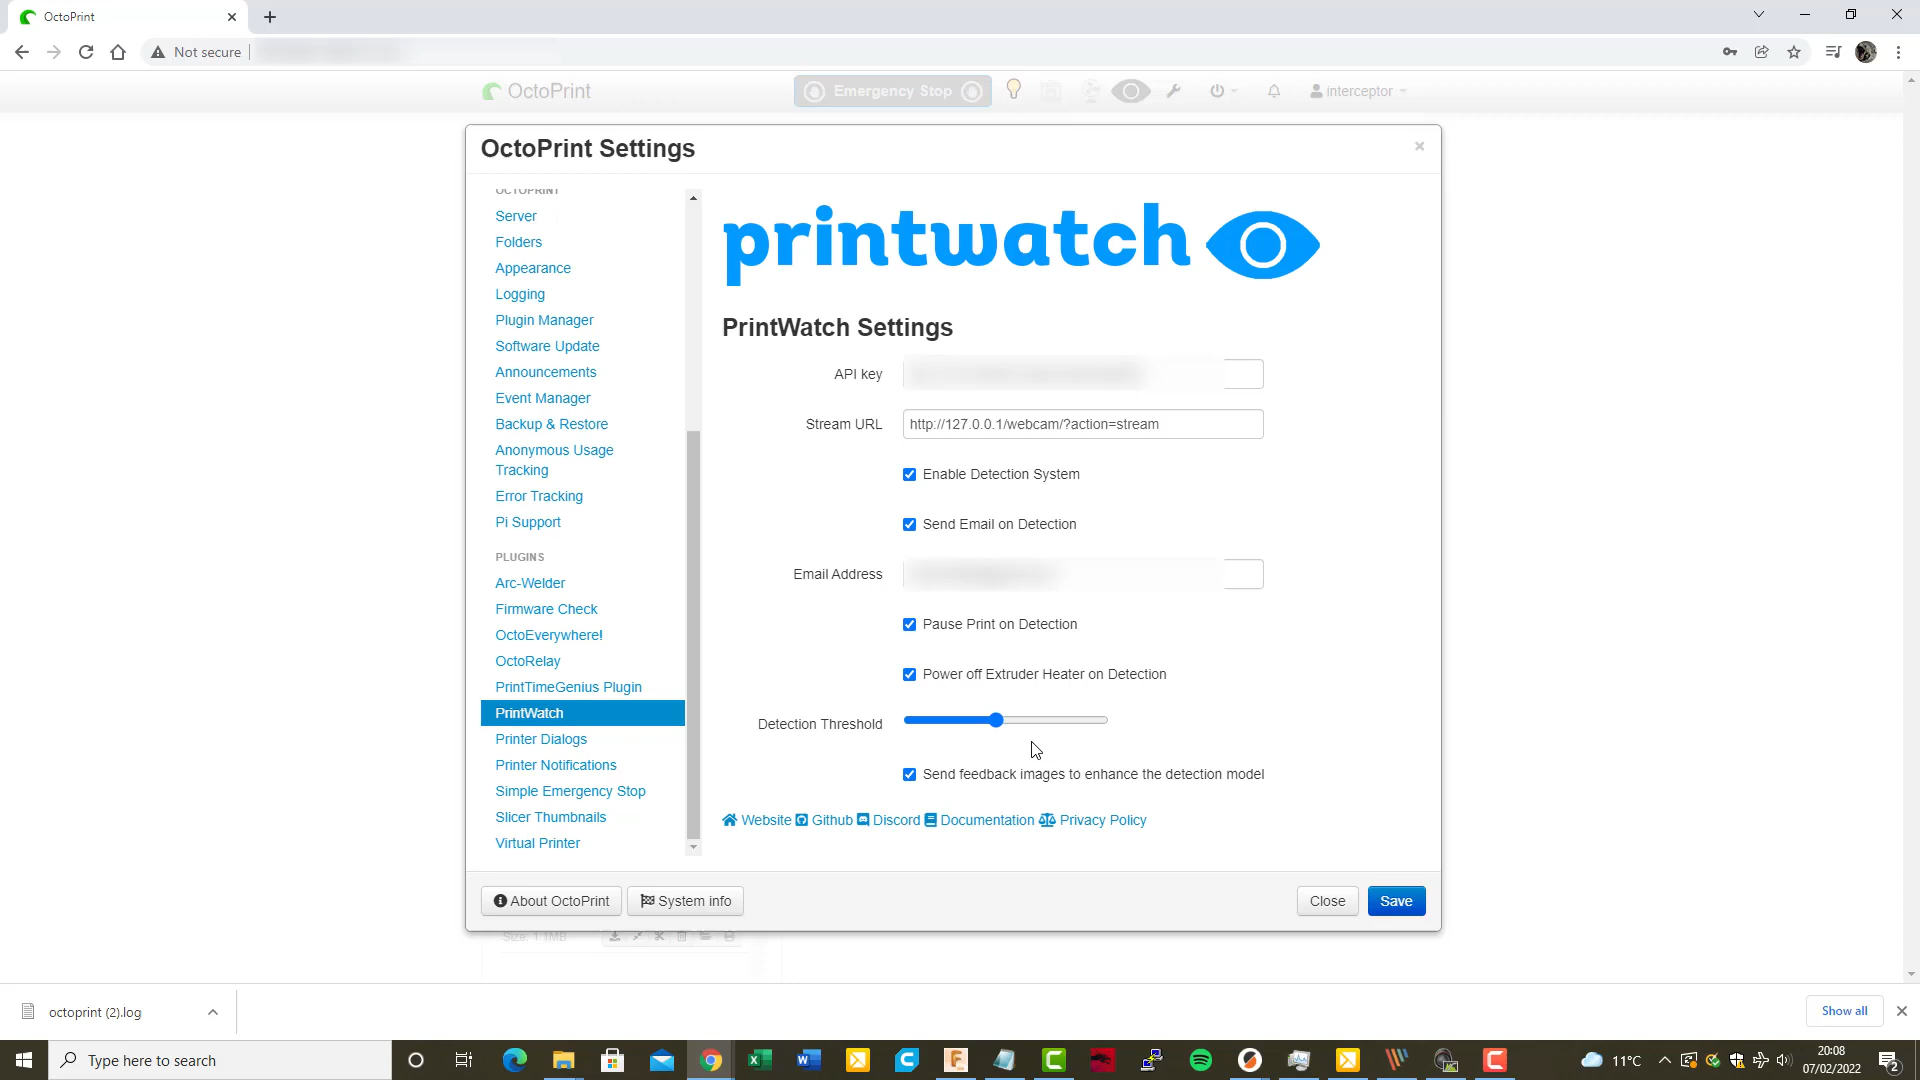 OctoPrint
Not secure
OctoPrint
Emergency Stop
interceptor
OctoPrint Settings
OCTOPRINT
Server
Folders
Appearance
Logging
Plugin Manager
Software Update
Announcements
Event Manager
Backup & Restore
Anonymous Usage
Tracking
Error Tracking
Pi Support
PLUGINS
Arc-Welder
Firmware Check
OctoEverywhere!
OctoRelay
PrintTimeGenius Plugin
PrintWatch
Printer Dialogs
Printer Notifications
Simple Emergency Stop
Slicer Thumbnails
Virtual Printer
printwatch
PrintWatch Settings
API key
Stream URL http://127.0.0.1/webcam/?action=stream
Enable Detection System
Send Email on Detection
Email Address
Pause Print on Detection
Power off Extruder Heater on Detection
Detection Threshold
Send feedback images to enhance the detection model
Website Github Discord Documentation Privacy Policy
About OctoPrint System info Close Save
Size: 1.1MB
octoprint (2).log
Show all
Type here to search
11°C
20:08
07/02/2022
2